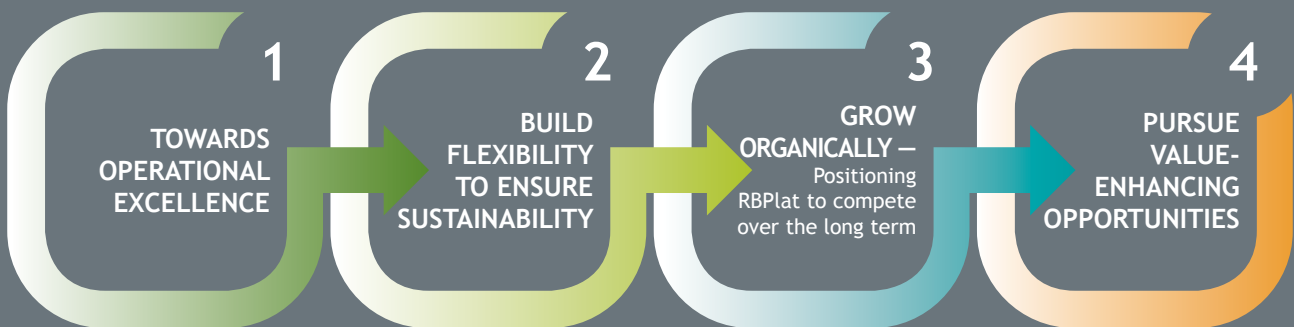 1
TOWARDS
OPERATIONAL
EXCELLENCE
2
BUILD
FLEXIBILITY
TO ENSURE
SUSTAINABILITY
3
GROW
ORGANICALLY —
Positioning
RBPlat to compete
over the long term
4
PURSUE
VALUE-
ENHANCING
OPPORTUNITIES